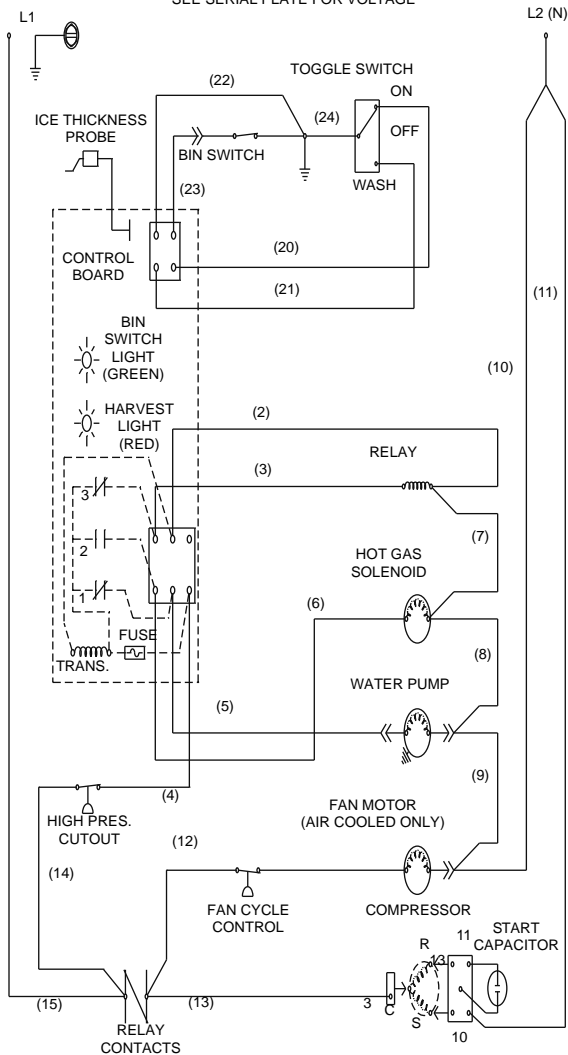 SEE SERIAL PLATE FOR VOLTAGE
L1
L2 (N)
(22)
TOGGLE SWITCH
ON
(24)
OFF
ICE THICKNESS
PROBE
BIN SWITCH
WASH
(23)
(20)
CONTROL
BOARD
(21)
(11)
BIN
SWITCH
LIGHT
(GREEN)
(10)
HARVEST
LIGHT
(RED)
(2)
RELAY
(3)
3
(7)
2
HOT GAS
SOLENOID
1
(6)
FUSE
TRANS.
(8)
WATER PUMP
(5)
(9)
(4)
FAN MOTOR
(AIR COOLED ONLY)
HIGH PRES.
CUTOUT
(12)
(14)
FAN CYCLE
CONTROL
COMPRESSOR
R
11
START
CAPACITOR
13
(15)
(13)
3
C
S
10
RELAY
CONTACTS